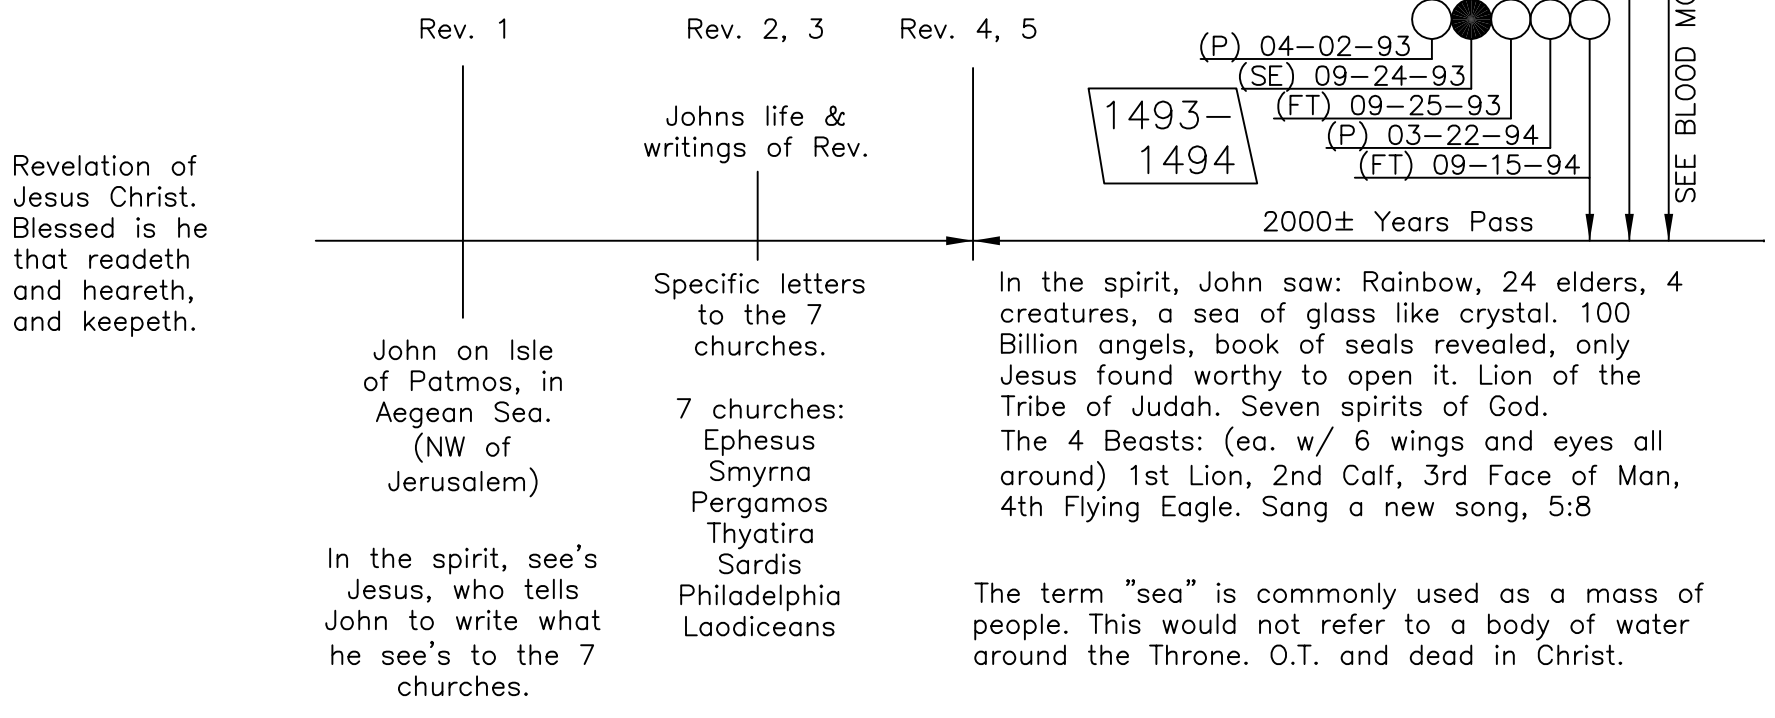 Rev. 1
Rev. 2, 3
Rev. 4, 5
Revelation of
Jesus Christ.
Blessed is he
that readeth
and heareth,
and keepeth.
John on Isle
of Patmos, in
Aegean Sea.
(NW of
Jerusalem)
In the spirit, see's
Jesus, who tells
John to write what
he see's to the 7
churches.
Johns life &
writings of Rev.
Specific letters
to the 7
churches.
7 churches:
Ephesus
Smyrna
Pergamos
Thyatira
Sardis
Philadelphia
Laodiceans
(P) 04-02-93
(SE) 09-24-93
(FT) 09-25-93
(P) 03-22-94
(FT) 09-15-94
1493-
1494
SEE BLOOD
2000± Years Pass
In the spirit, John saw: Rainbow, 24 elders, 4
creatures, a sea of glass like crystal. 100
Billion angels, book of seals revealed, only
Jesus found worthy to open it. Lion of the
Tribe of Judah. Seven spirits of God.
The 4 Beasts: (ea. w/ 6 wings and eyes all
around) 1st Lion, 2nd Calf, 3rd Face of Man,
4th Flying Eagle. Sang a new song, 5:8
The term "sea" is commonly used as a mass of
people. This would not refer to a body of water
around the Throne. O.T. and dead in Christ.